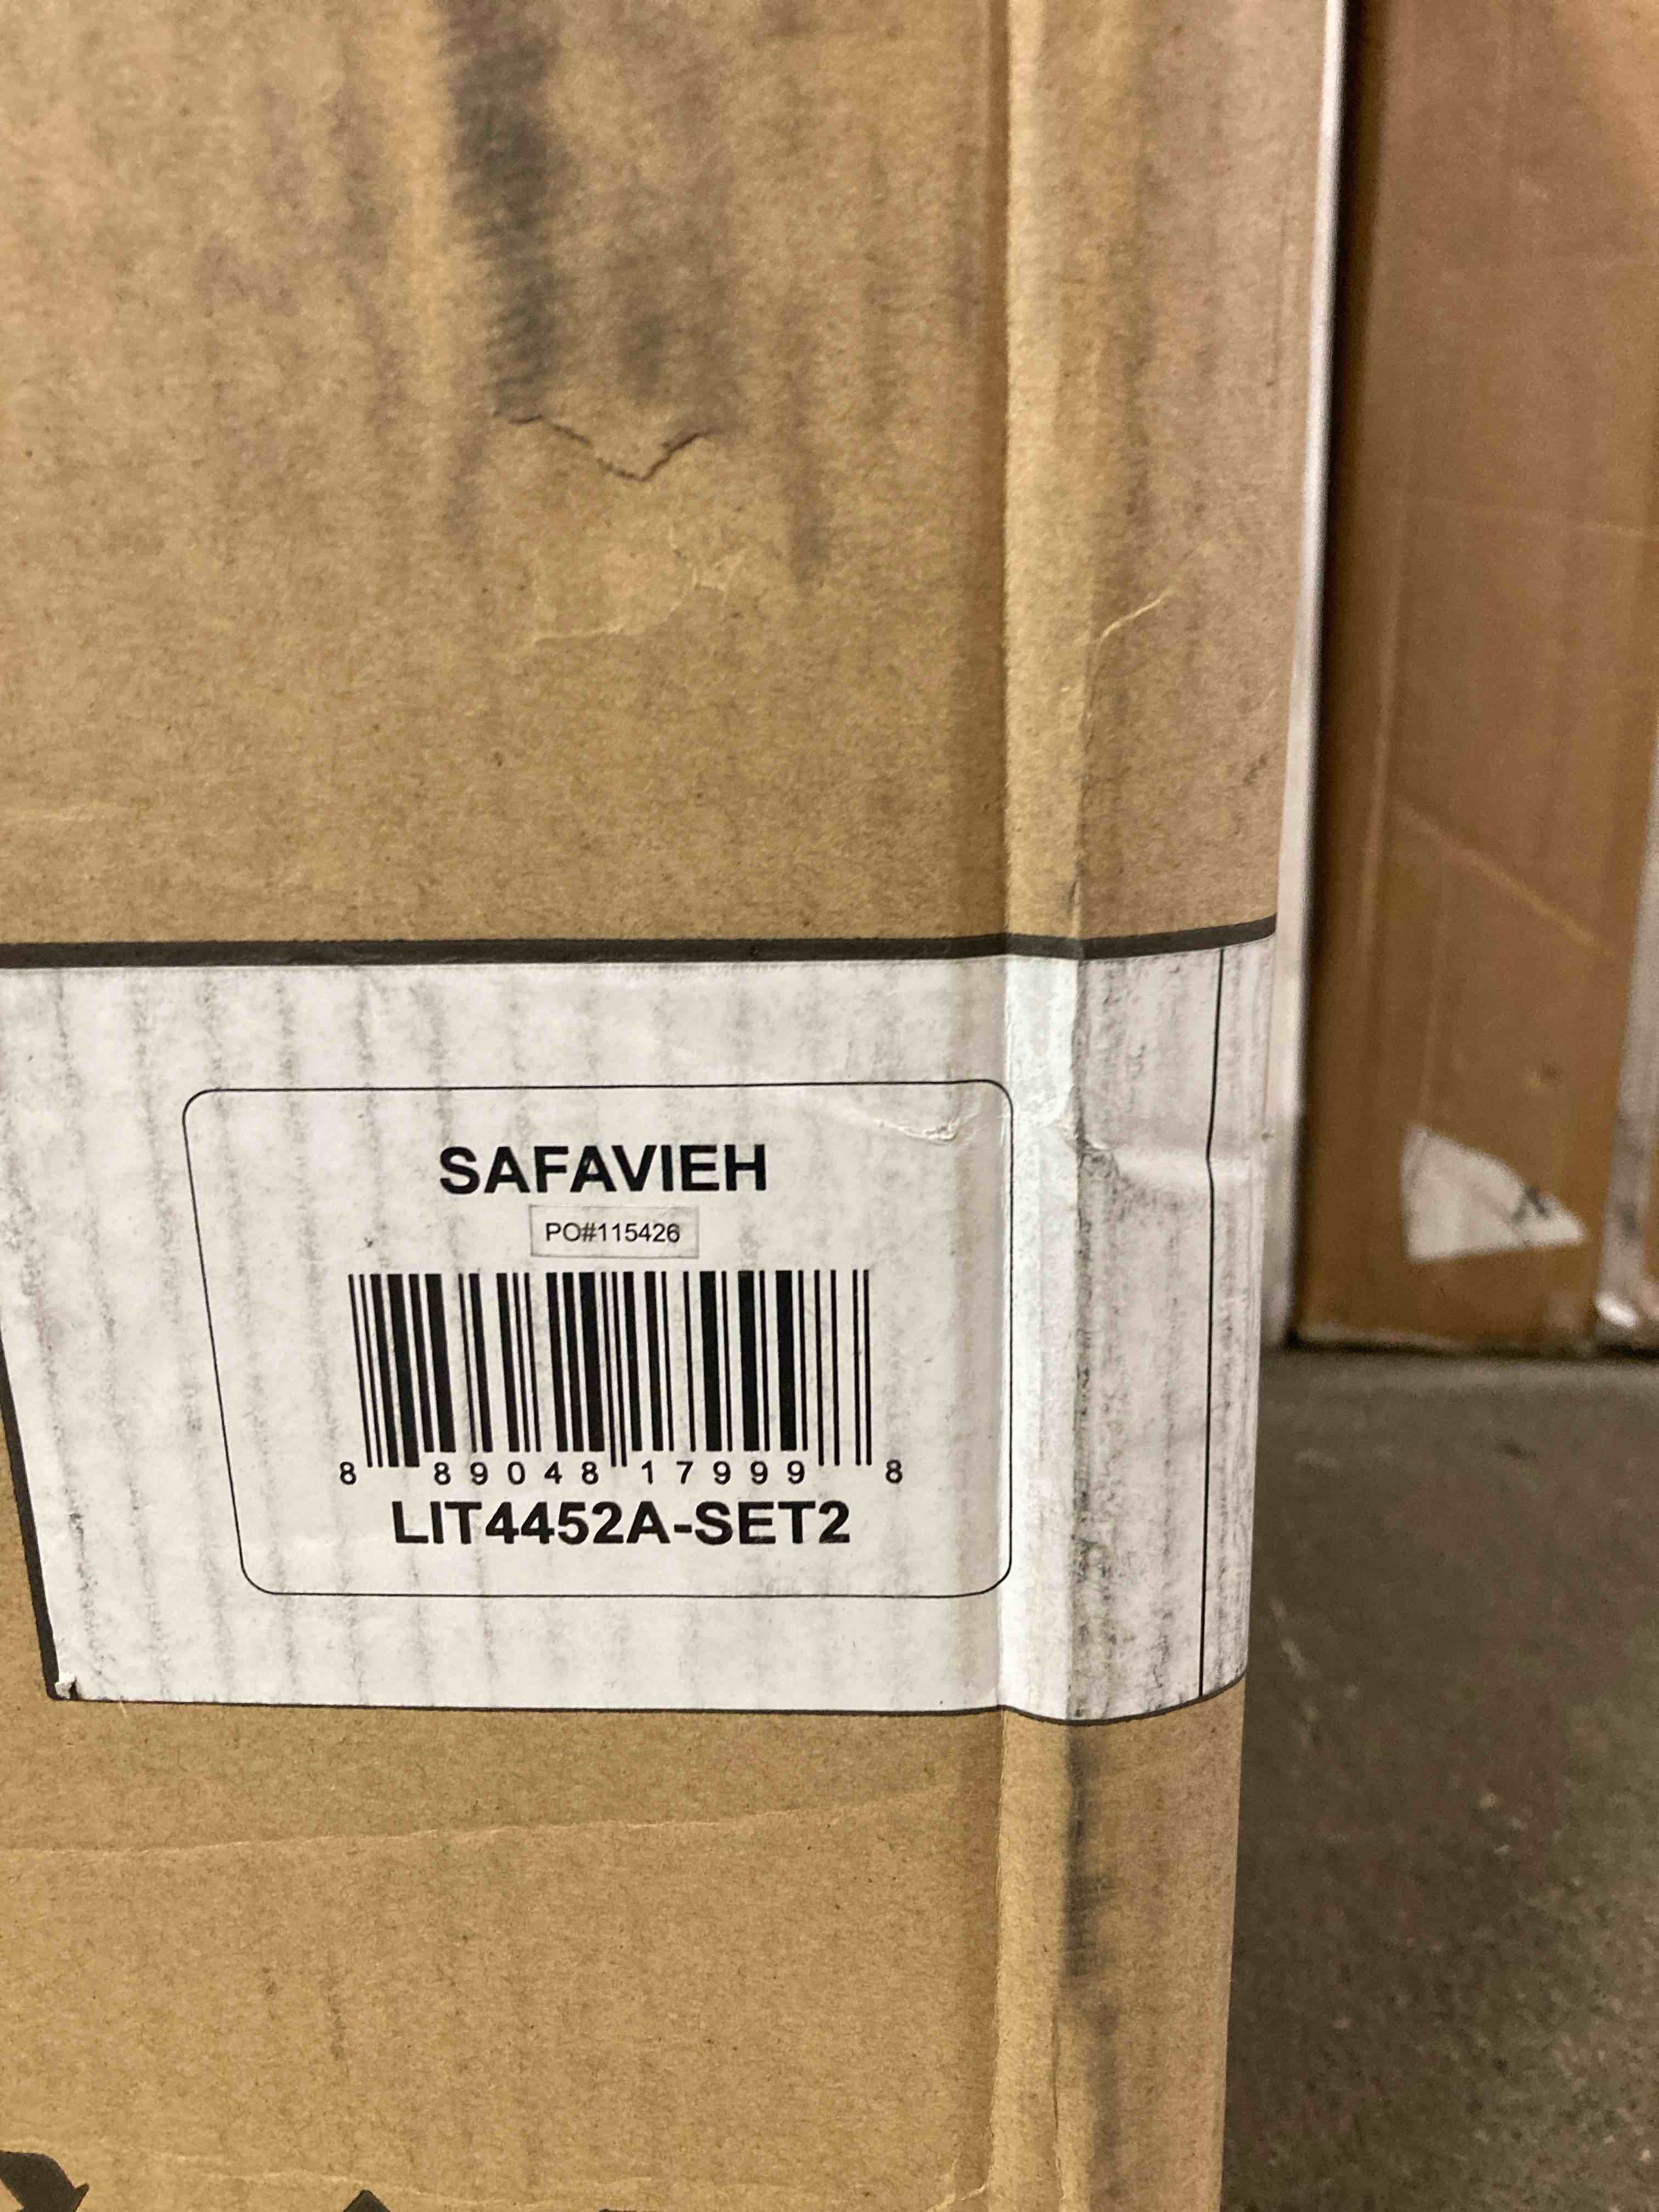 SAFAVIEH
PO#115426
8 89048 17999 8
LIT4452A-SET2